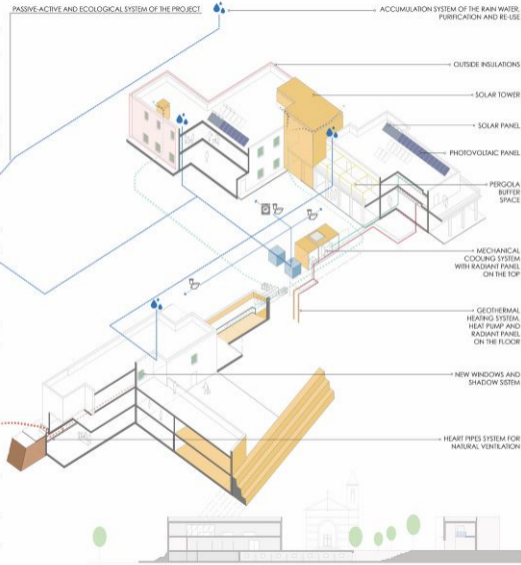 PASSIVE-ACTIVE AND ECOLOGICAL SYSTEM OF THE PROJECT
ACCUMULATION SYSTEM OF THE RAIN WATER,
PURIFICATION AND RE-USE
OUTSIDE INSULATIONS
SOLAR TOWER
SOLAR PANEL
PHOTOVOLTAIC PANEL
PERGOLA
BUFFER
SPACE
MECHANICAL
COOLING SYSTEM
WITH RADIANT PANEL
ON THE TOP
GEOTHERMAL
HEATING SYSTEM,
HEAT PUMP AND
RADIANT PANEL
ON THE FLOOR
NEW WINDOWS AND
SHADOW SISTEM
HEART PIPES SYSTEM FOR
NATURAL VENTILATION